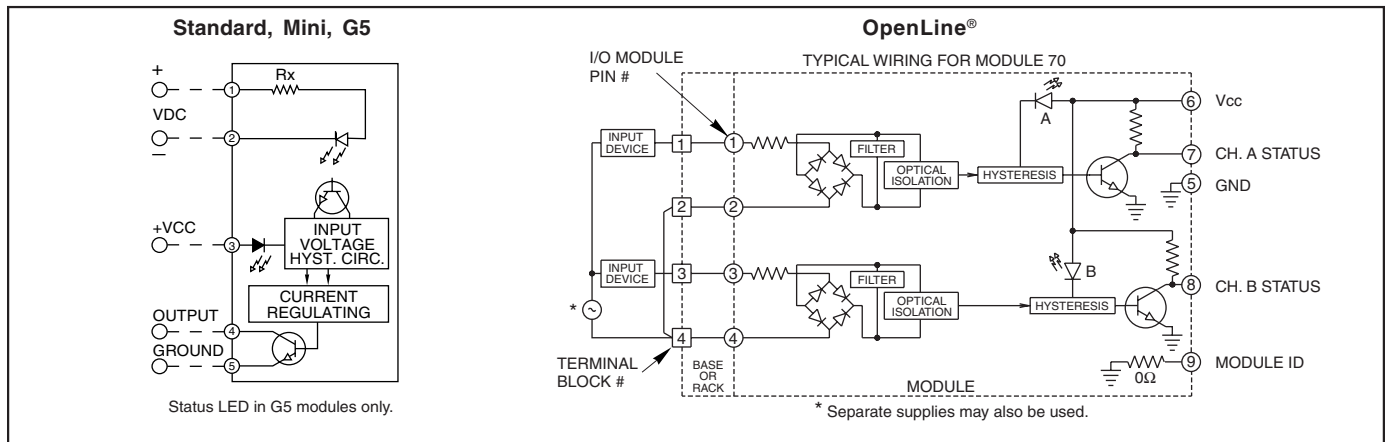 Standard, Mini, G5
+
VDC
–
Rx
1
2
+VCC
3
INPUT
VOLTAGE
HYST. CIRC.
CURRENT
REGULATING
OUTPUT
4
GROUND
5
Status LED in G5 modules only.
OpenLine®
I/O MODULE
PIN #
TYPICAL WIRING FOR MODULE 70
A
6 Vcc
INPUT
DEVICE
1
1
FILTER
OPTICAL
ISOLATION
HYSTERESIS
7 CH. A STATUS
5 GND
2
2
INPUT
DEVICE
3
3
FILTER
OPTICAL
ISOLATION
B
HYSTERESIS
8 CH. B STATUS
*
~
4
4
TERMINAL
BLOCK #
BASE
OR
RACK
MODULE
0Ω
9 MODULE ID
* Separate supplies may also be used.